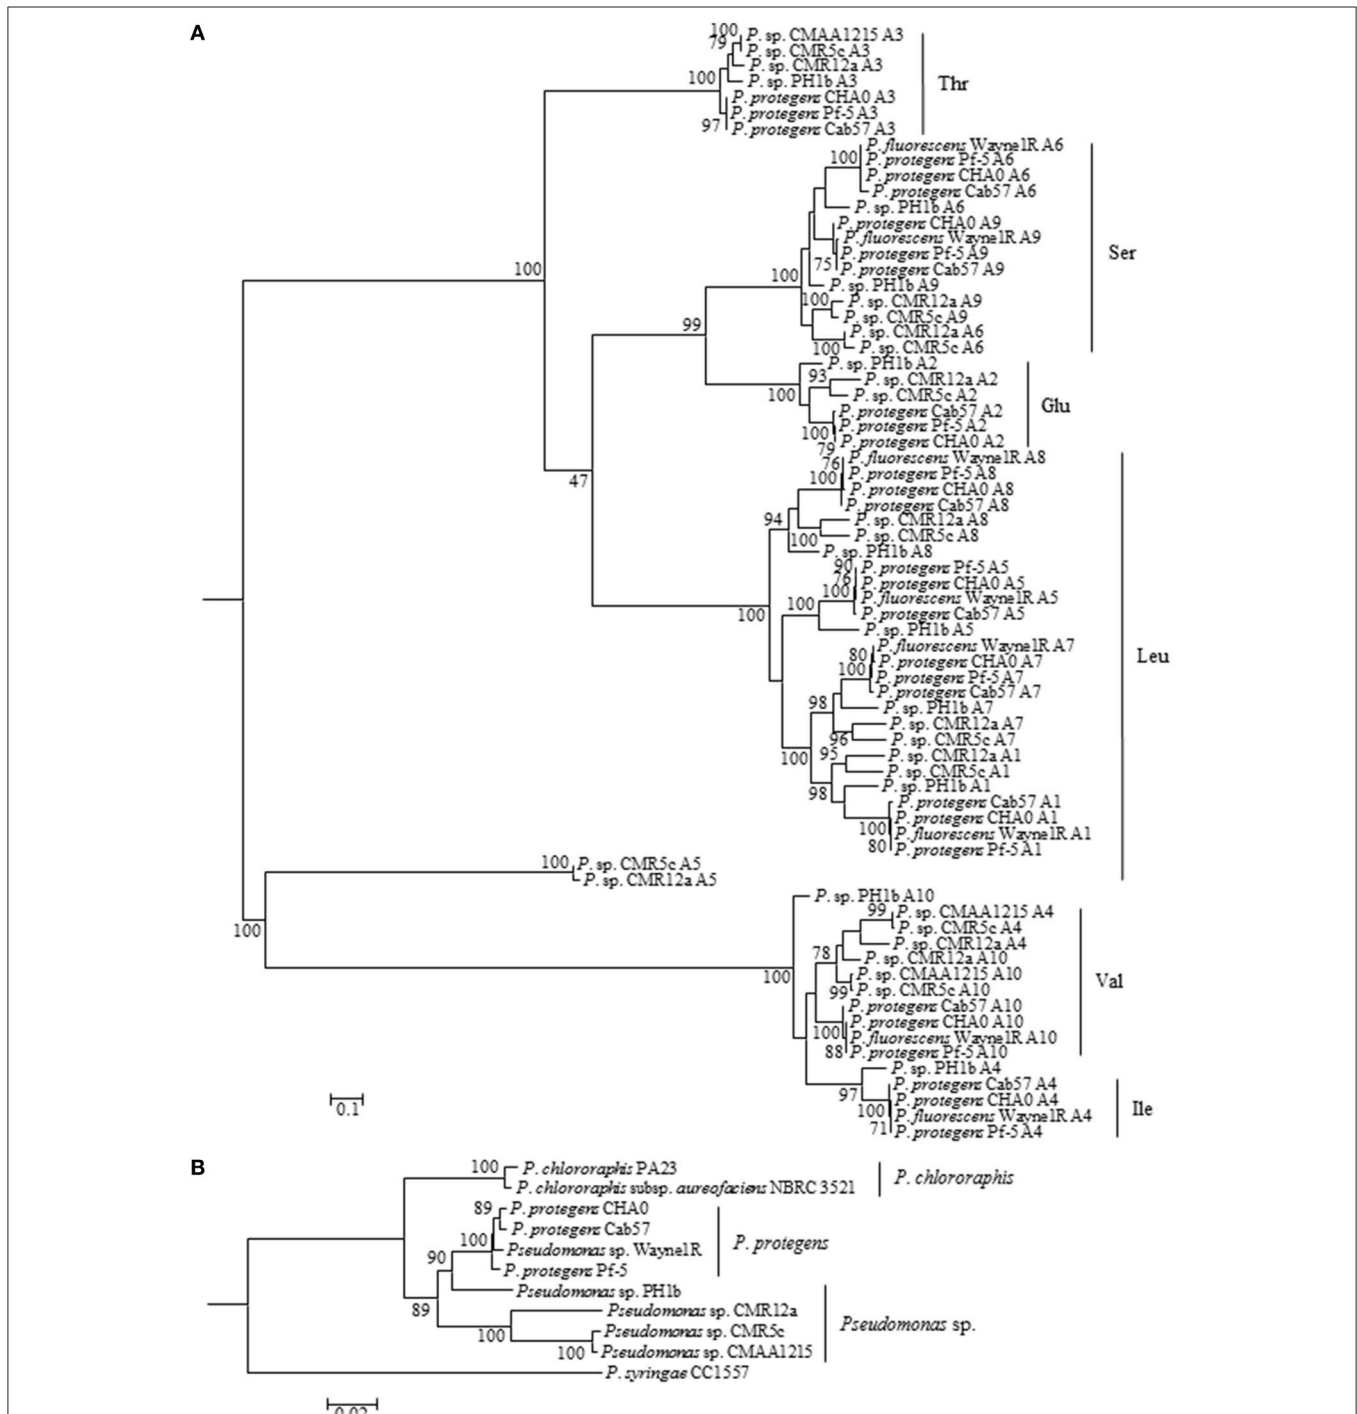 A
100
79
P. sp. CMAA1215 A3
P. sp. CMR5c A3
P. sp. CMR12a A3
100
P. sp. PH1b A3
P. protegens CHA0 A3
P. protegens Pf-5 A3
97
P. protegens Cab57 A3
Thr
P. fluorescens Wayne1R A6
100
P. protegens Pf-5 A6
P. protegens CHA0 A6
P. protegens Cab57 A6
P. sp. PH1b A6
P. protegens CHA0 A9
P. fluorescens Wayne1R A9
P. protegens Pf-5 A9
75
P. protegens Cab57 A9
100
P. sp. PH1b A9
100
P. sp. CMR12a A9
P. sp. CMR5c A9
P. sp. CMR12a A6
100
P. sp. CMR5c A6
Ser
100
99
P. sp. PH1b A2
93
P. sp. CMR12a A2
100
P. sp. CMR5c A2
P. protegens Cab57 A2
100
P. protegens Pf-5 A2
P. protegens CHA0 A2
Glu
47
79
76
P. fluorescens Wayne1R A8
100
P. protegens Pf-5 A8
P. protegens CHA0 A8
P. protegens Cab57 A8
94
P. sp. CMR12a A8
100
P. sp. CMR5c A8
P. sp. PH1b A8
90
P. protegens Pf-5 A5
76
P. protegens CHA0 A5
100
P. fluorescens Wayne1R A5
100
P. protegens Cab57 A5
100
P. sp. PH1b A5
P. fluorescens Wayne1R A7
80
P. protegens CHA0 A7
100
P. protegens Pf-5 A7
P. protegens Cab57 A7
98
P. sp. PH1b A7
P. sp. CMR12a A7
96
P. sp. CMR5c A7
100
95
P. sp. CMR12a A1
P. sp. CMR5c A1
98
P. sp. PH1b A1
P. protegens Cab57 A1
P. protegens CHA0 A1
100
P. fluorescens Wayne1R A1
80
P. protegens Pf-5 A1
Leu
100
P. sp. CMR5c A5
P. sp. CMR12a A5
100
P. sp. PH1b A10
99
P. sp. CMAA1215 A4
P. sp. CMR5c A4
P. sp. CMR12a A4
78
P. sp. CMR12a A10
100
P. sp. CMAA1215 A10
99
P. sp. CMR5c A10
P. protegens Cab57 A10
P. protegens CHA0 A10
100
P. fluorescens Wayne1R A10
88
P. protegens Pf-5 A10
Val
P. sp. PH1b A4
97
P. protegens Cab57 A4
P. protegens CHA0 A4
100
P. fluorescens Wayne1R A4
71
P. protegens Pf-5 A4
Ile
0.1
B
100
P. chlororaphis PA23
P. chlororaphis subsp. aureofaciens NBRC 3521
P. chlororaphis
89
P. protegens CHA0
P. protegens Cab57
100
Pseudomonas sp. Wayne1R
P. protegens Pf-5
P. protegens
90
Pseudomonas sp. PH1b
89
Pseudomonas sp. CMR12a
100
Pseudomonas sp. CMR5c
100
Pseudomonas sp. CMAA1215
Pseudomonas sp.
P. syringae CC1557
0.02